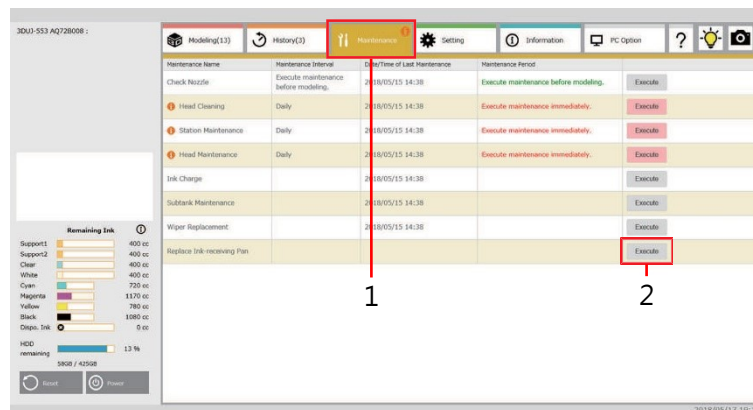 3DUJ-553 AQ728008 ;
Modeling(13) History(3) Maintenance Setting Information PC Option ?
Maintenance Name Maintenance Interval Date/Time of Last Maintenance Maintenance Period
Check Nozzle Execute maintenance before modeling. 2018/05/15 14:38 Execute maintenance before modeling. Execute
Head Cleaning Daily 2018/05/15 14:38 Execute maintenance immediately. Execute
Station Maintenance Daily 2018/05/15 14:38 Execute maintenance immediately. Execute
Head Maintenance Daily 2018/05/15 14:38 Execute maintenance immediately. Execute
Ink Charge 2018/05/15 14:38 Execute
Subtank Maintenance 2018/05/15 14:38 Execute
Wiper Replacement 2018/05/15 14:38 Execute
Replace Ink-receiving Pan Execute
1 2
Remaining Ink
Support1 400 cc
Support2 400 cc
Clear 400 cc
White 400 cc
Cyan 720 cc
Magenta 1170 cc
Yellow 780 cc
Black 1080 cc
Dispo. Ink 0 cc
HDD
remaining 13 %
58GB / 425GB
Reset Power